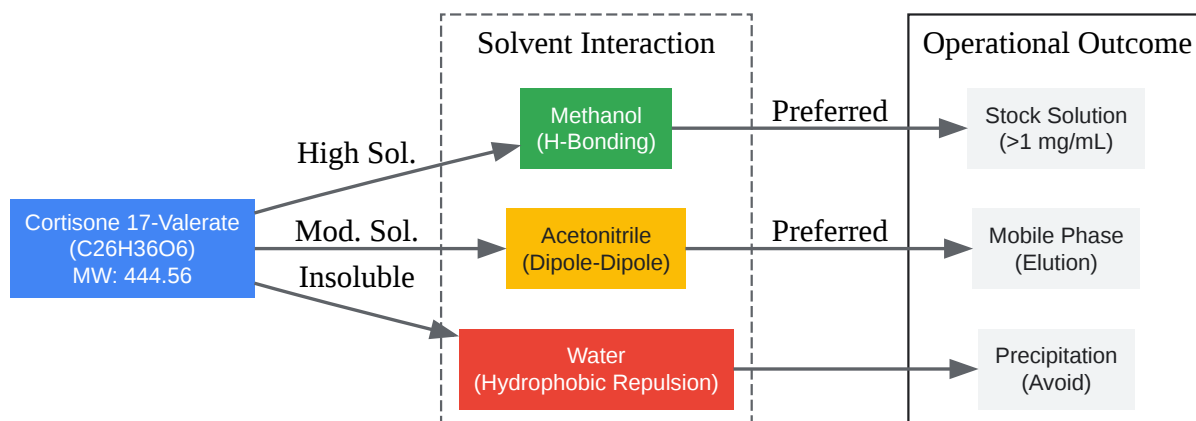 Solvent Interaction
Operational Outcome
Methanol
(H-Bonding)
Preferred
Stock Solution
(>1 mg/mL)
High Sol.
Cortisone 17-Valerate
(C26H36O6)
MW: 444.56
Mod. Sol.
Acetonitrile
(Dipole-Dipole)
Preferred
Mobile Phase
(Elution)
Insoluble
Water
(Hydrophobic Repulsion)
Precipitation
(Avoid)